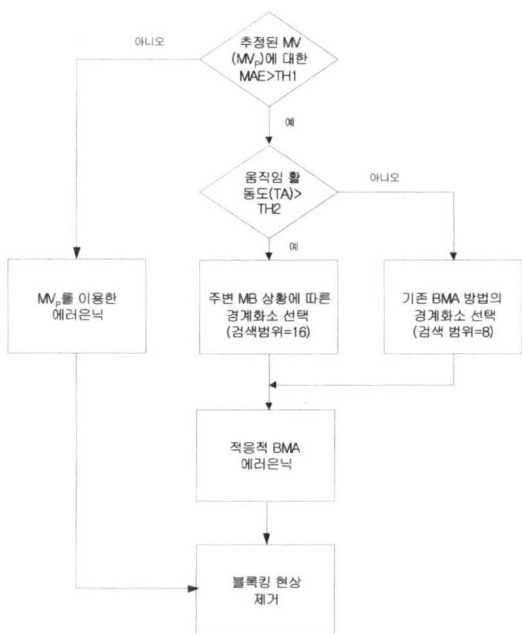 아니오
추정된 MV
(MVp)에 대한
MAE>TH1
예
움직임 활
동도(TA)>
TH2
아니오
예
MVp를 이용한
에러은닉
주변 MB 상황에 따른
경계화소 선택
(검색범위=16)
기존 BMA 방법의
경계화소 선택
(검색 범위=8)
적응적 BMA
에러은닉
블록킹 현상
제거